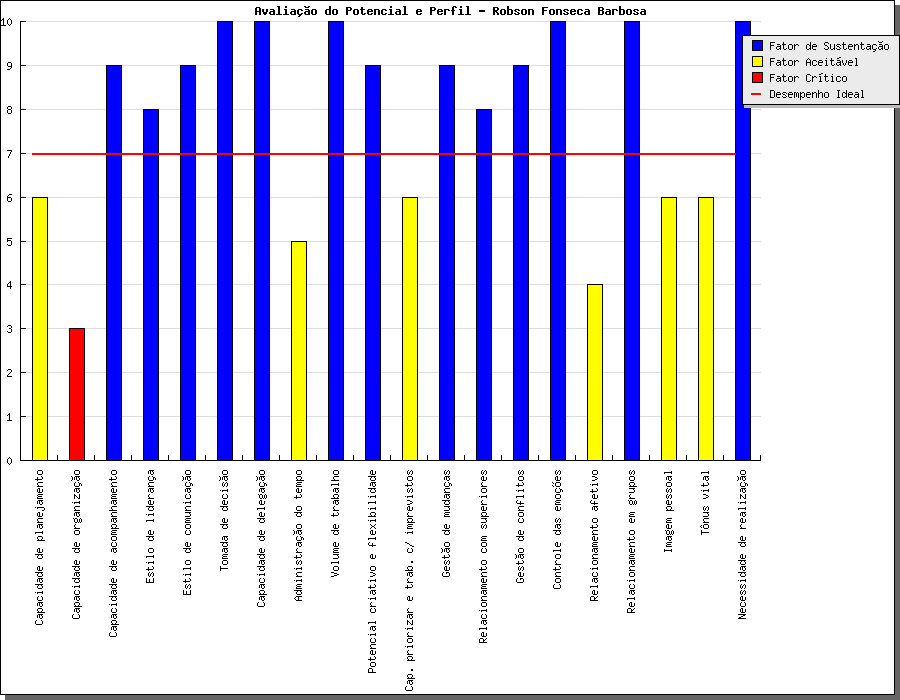 Avaliação do Potencial e Perfil - Robson Fonseca Barbosa
Fator de Sustentação
Fator Aceitável
Fator Crítico
Desempenho Ideal
10
9
8
7
6
5
4
3
2
1
0
Capacidade de planejamento
Capacidade de organização
Capacidade de acompanhamento
Estilo de liderança
Estilo de comunicação
Tomada de decisão
Capacidade de delegação
Administração do tempo
Volume de trabalho
Potencial criativo e flexibilidade
Cap. priorizar e trab. c/ imprevistos
Gestão de mudanças
Relacionamento com superiores
Gestão de conflitos
Controle das emoções
Relacionamento afetivo
Relacionamento em grupos
Imagem pessoal
Tônus vital
Necessidade de realização